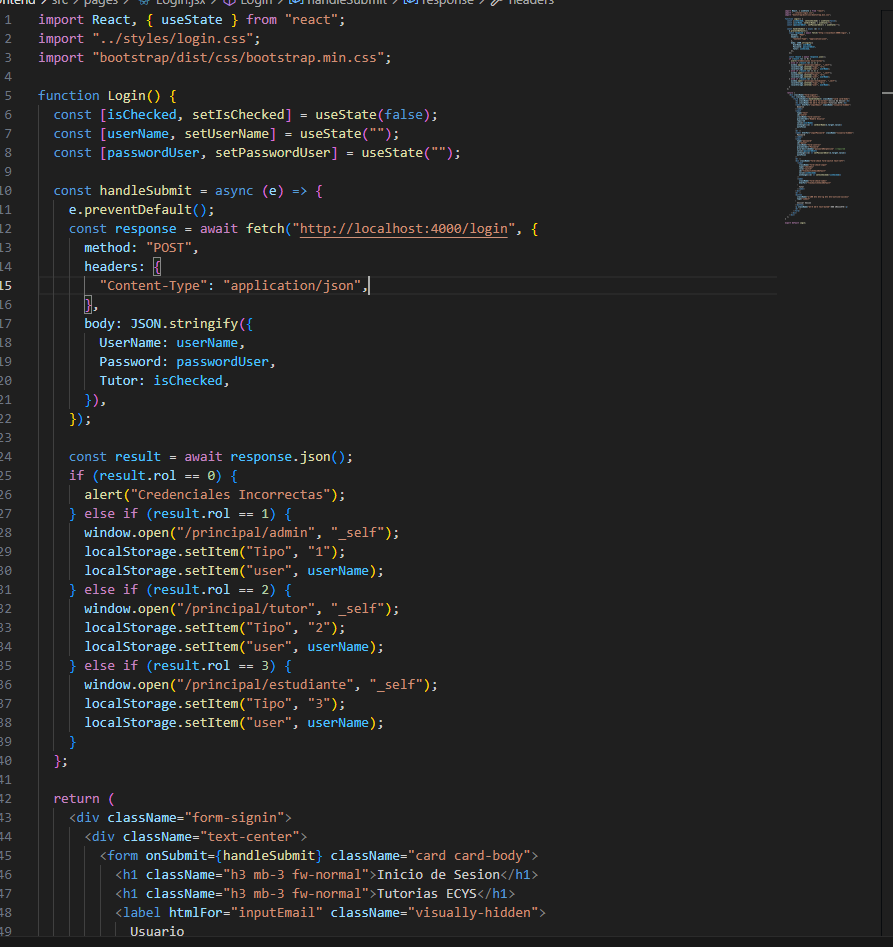 src > pages > Login.jsx > Login > handleSubmit > response > headers
1 import React, { useState } from "react";
2 import "../styles/login.css";
3 import "bootstrap/dist/css/bootstrap.min.css";
4
5 function Login() {
6 const [isChecked, setIsChecked] = useState(false);
7 const [userName, setUserName] = useState("");
8 const [passwordUser, setPasswordUser] = useState("");
9
10 const handleSubmit = async (e) => {
11 e.preventDefault();
12 const response = await fetch("http://localhost:4000/login", {
13 method: "POST",
14 headers: {
15 "Content-Type": "application/json",
16 },
17 body: JSON.stringify({
18 UserName: userName,
19 Password: passwordUser,
20 Tutor: isChecked,
21 }),
22 });
23
24 const result = await response.json();
25 if (result.rol == 0) {
26 alert("Credenciales Incorrectas");
27 } else if (result.rol == 1) {
28 window.open("/principal/admin", "_self");
29 localStorage.setItem("Tipo", "1");
30 localStorage.setItem("user", userName);
31 } else if (result.rol == 2) {
32 window.open("/principal/tutor", "_self");
33 localStorage.setItem("Tipo", "2");
34 localStorage.setItem("user", userName);
35 } else if (result.rol == 3) {
36 window.open("/principal/estudiante", "_self");
37 localStorage.setItem("Tipo", "3");
38 localStorage.setItem("user", userName);
39 }
40 };
41
42 return (
43 <div className="form-signin">
44 <div className="text-center">
45 <form onSubmit={handleSubmit} className="card card-body">
46 <h1 className="h3 mb-3 fw-normal">Inicio de Sesion</h1>
47 <h1 className="h3 mb-3 fw-normal">Tutorias ECYS</h1>
48 <label htmlFor="inputEmail" className="visually-hidden">
49 Usuario